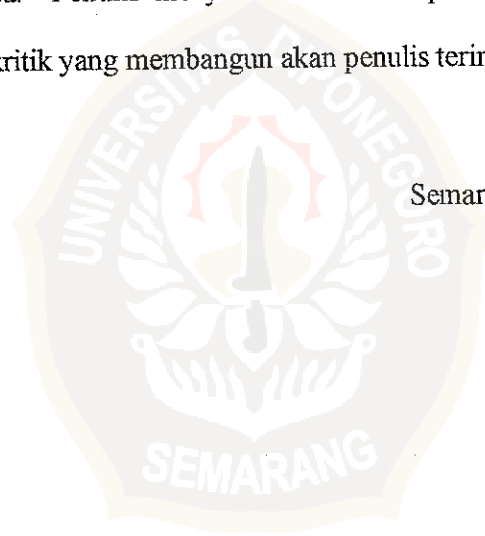 kritik yang membangun akan penulis terim
Semar
UNIVERSITAS DIPONEGORO
SEMARANG